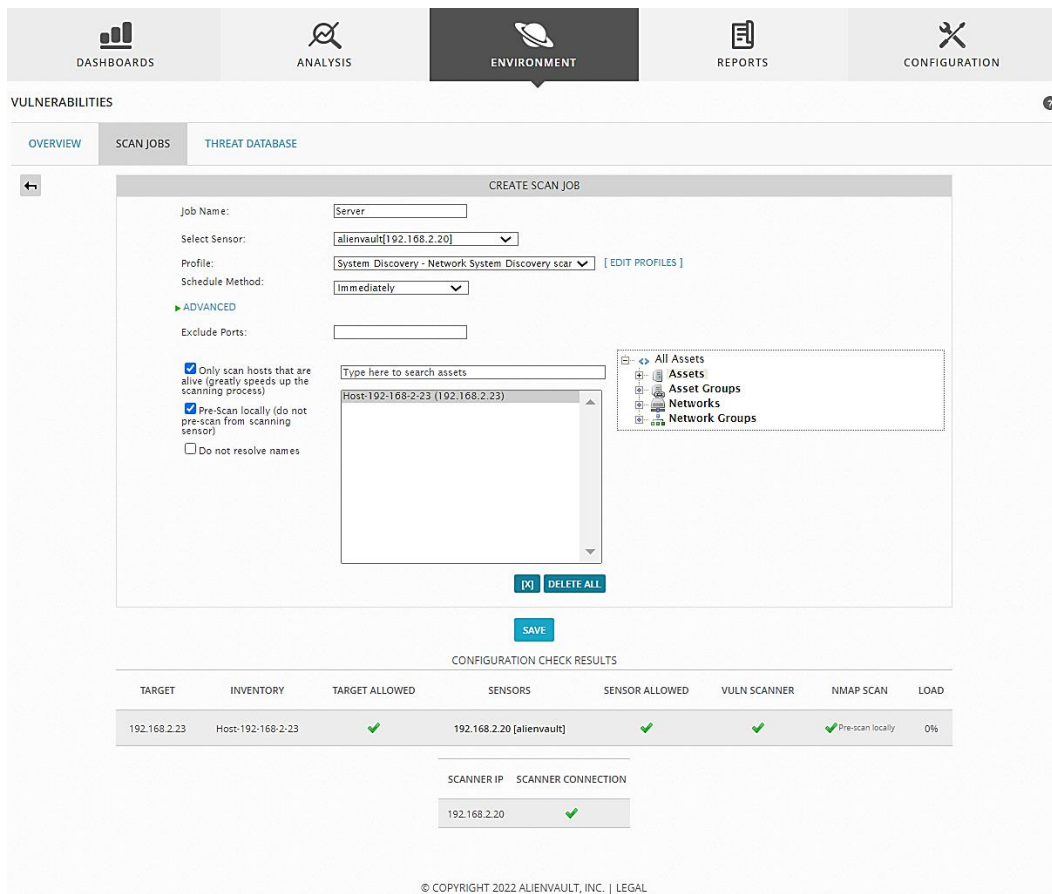 DASHBOARDS
ANALYSIS
ENVIRONMENT
REPORTS
CONFIGURATION
VULNERABILITIES
?
OVERVIEW
SCAN JOBS
THREAT DATABASE
CREATE SCAN JOB
Job Name:
Server
Select Sensor:
alienvault[192.168.2.20]
Profile:
System Discovery - Network System Discovery scar
[ EDIT PROFILES ]
Schedule Method:
Immediately
ADVANCED
Exclude Ports:
Only scan hosts that are
alive (greatly speeds up the
scanning process)
Pre-Scan locally (do not
pre-scan from scanning
sensor)
Do not resolve names
Type here to search assets
Host-192-168-2-23 (192.168.2.23)
All Assets
Assets
Asset Groups
Networks
Network Groups
[X]
DELETE ALL
SAVE
CONFIGURATION CHECK RESULTS
TARGET INVENTORY TARGET ALLOWED SENSORS SENSOR ALLOWED VULN SCANNER NMAP SCAN LOAD
192.168.2.23 Host-192-168-2-23 192.168.2.20 [alienvault] Pre-scan locally 0%
SCANNER IP SCANNER CONNECTION
192.168.2.20
© COPYRIGHT 2022 ALIENVAULT, INC. | LEGAL